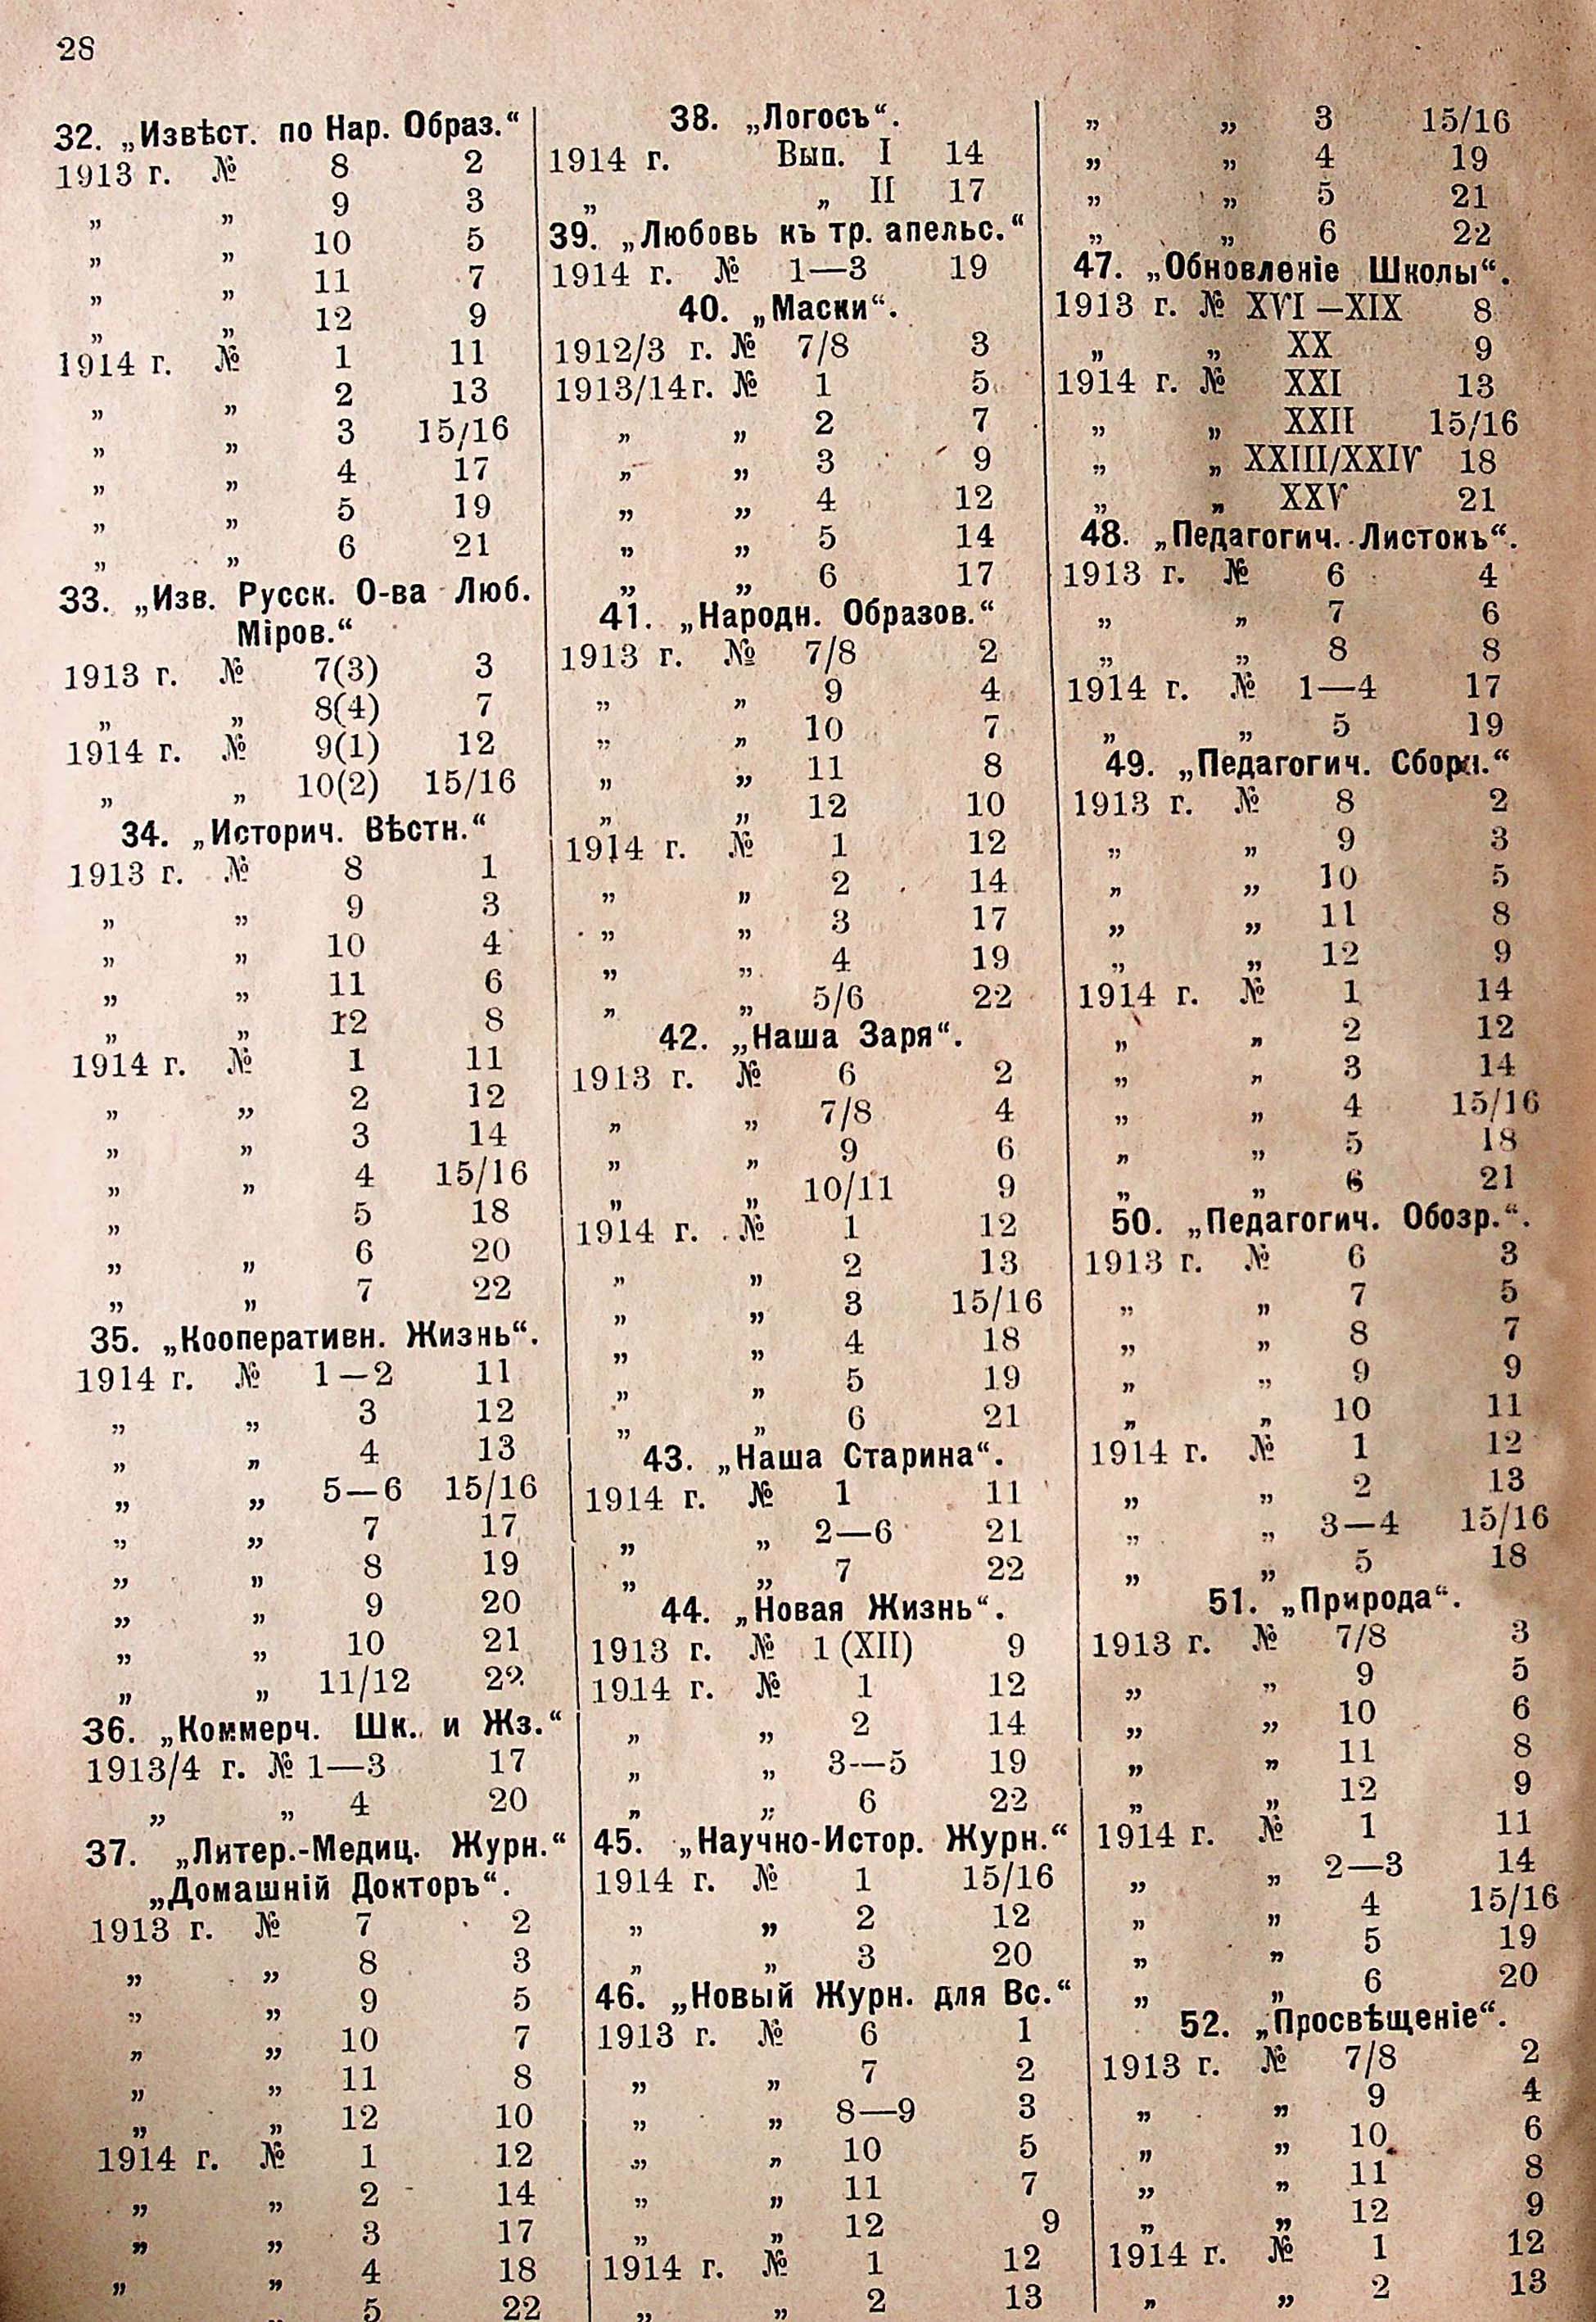 28
32. „Извѣст. по Нар. Образ.“
1913 г. № 8 2
„ „ 9 3
„ „ 10 5
„ „ 11 7
„ „ 12 9
1914 г. № 1 11
„ „ 2 13
„ „ 3 15/16
„ „ 4 17
„ „ 5 19
„ „ 6 21
33. „Изв. Русск. О-ва Люб.
Міров.“
1913 г. № 7(3) 3
„ „ 8(4) 7
1914 г. № 9(1) 12
„ „ 10(2) 15/16
34. „Историч. Вѣстн.“
1913 г. № 8 1
„ „ 9 3
„ „ 10 4
„ „ 11 6
„ „ 12 8
1914 г. № 1 11
„ „ 2 12
„ „ 3 14
„ „ 4 15/16
„ 5 18
„ „ 6 20
„ „ 7 22
35. „Кооперативн. Жизнь“.
1914 г. № 1—2 11
„ „ 3 12
„ „ 4 13
„ „ 5—6 15/16
„ „ 7 17
„ „ 8 19
„ „ 9 20
„ „ 10 21
„ „ 11/12 22
36. „Коммерч. Шк. и Жз.“
1913/4 г. № 1—3 17
„ „ 4 20
37. „Литер.-Медиц. Журн.“
„Домашній Докторъ“.
1913 г. № 7 2
„ „ 8 3
„ „ 9 5
„ „ 10 7
„ „ 11 8
„ „ 12 10
1914 г. № 1 12
„ „ 2 14
„ „ 3 17
„ „ 4 18
„ 5 22
38. „Логосъ“.
1914 г. Вып. I 14
„ „ II 17
39. „Любовь къ тр. апельс.“
1914 г. № 1—3 19
40. „Маски“.
1912/3 г. № 7/8 3
1913/14г. № 1 5
„ „ 2 7
„ „ 3 9
„ „ 4 12
„ „ 5 14
„ „ 6 17
41. „Народн. Образов.“
1913 г. № 7/8 2
„ „ 9 4
„ „ 10 7
„ „ 11 8
„ „ 12 10
1914 г. № 1 12
„ „ 2 14
„ „ 3 17
„ „ 4 19
„ „ 5/6 22
42. „Наша Заря“.
1913 г. № 6 2
„ „ 7/8 4
„ „ 9 6
„ „ 10/11 9
1914 г. № 1 12
„ „ 2 13
„ „ 3 15/16
„ „ 4 18
„ „ 5 19
„ „ 6 21
43. „Наша Старина“.
1914 г. № 1 11
„ „ 2—6 21
„ „ 7 22
44. „Новая Жизнь“.
1913 г. № 1 (XII) 9
1914 г. № 1 12
„ „ 2 14
„ „ 3—5 19
„ „ 6 22
45. „Научно-Истор. Журн.“
1914 г. № 1 15/16
„ „ 2 12
„ „ 3 20
46. „Новый Журн. для Вс.“
1913 г. № 6 1
„ „ 7 2
„ „ 8—9 3
„ „ 10 5
„ „ 11 7
„ „ 12 9
1914 г. № 1 12
„ „ 2 13
„ „ 3 15/16
„ „ 4 19
„ „ 5 21
„ „ 6 22
47. „Обновленіе Школы“.
1913 г. № XVI—XIX 8
„ „ XX 9
1914 г. № XXI 13
„ „ XXII 15/16
„ „ XXIII/XXIV 18
„ „ XXV 21
48. „Педагогич. Листокъ“.
1913 г. № 6 4
„ „ 7 6
„ „ 8 8
1914 г. № 1—4 17
„ „ 5 19
49. „Педагогич. Сборн.“
1913 г. № 8 2
„ „ 9 3
„ „ 10 5
„ „ 11 8
„ „ 12 9
1914 г. № 1 14
„ „ 2 12
„ „ 3 14
„ „ 4 15/16
„ „ 5 18
„ „ 6 21
50. „Педагогич. Обозр.“.
1913 г. № 6 3
„ „ 7 5
„ „ 8 7
„ „ 9 9
„ „ 10 11
1914 г. № 1 12
„ „ 2 13
„ „ 3—4 15/16
„ „ 5 18
51. „Природа“.
1913 г. № 7/8 3
„ „ 9 5
„ „ 10 6
„ „ 11 8
„ „ 12 9
1914 г. № 1 11
„ „ 2—3 14
„ „ 4 15/16
„ „ 5 19
„ „ 6 20
52. „Просвѣщеніе“.
1913 г. № 7/8 2
„ „ 9 4
„ „ 10 6
„ „ 11 8
„ „ 12 9
1914 г. № 1 12
„ „ 2 13